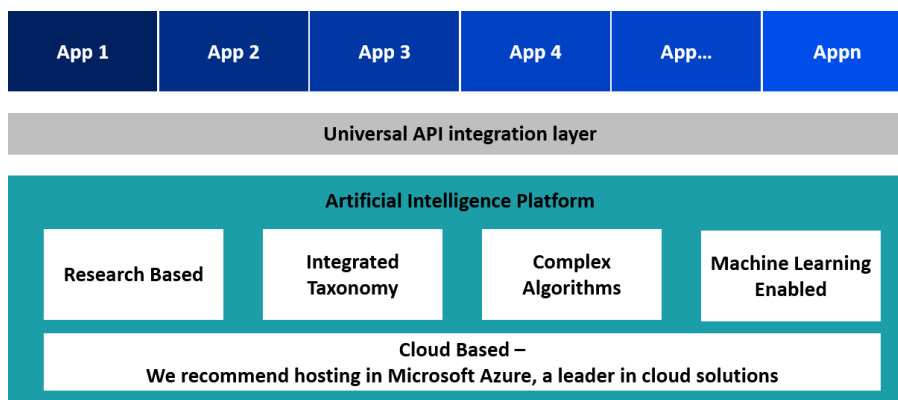 App 1
App 2
App 3
App 4
App...
Appn
Universal API integration layer
Artificial Intelligence Platform
Research Based
Integrated
Taxonomy
Complex
Algorithms
Machine Learning
Enabled
Cloud Based –
We recommend hosting in Microsoft Azure, a leader in cloud solutions